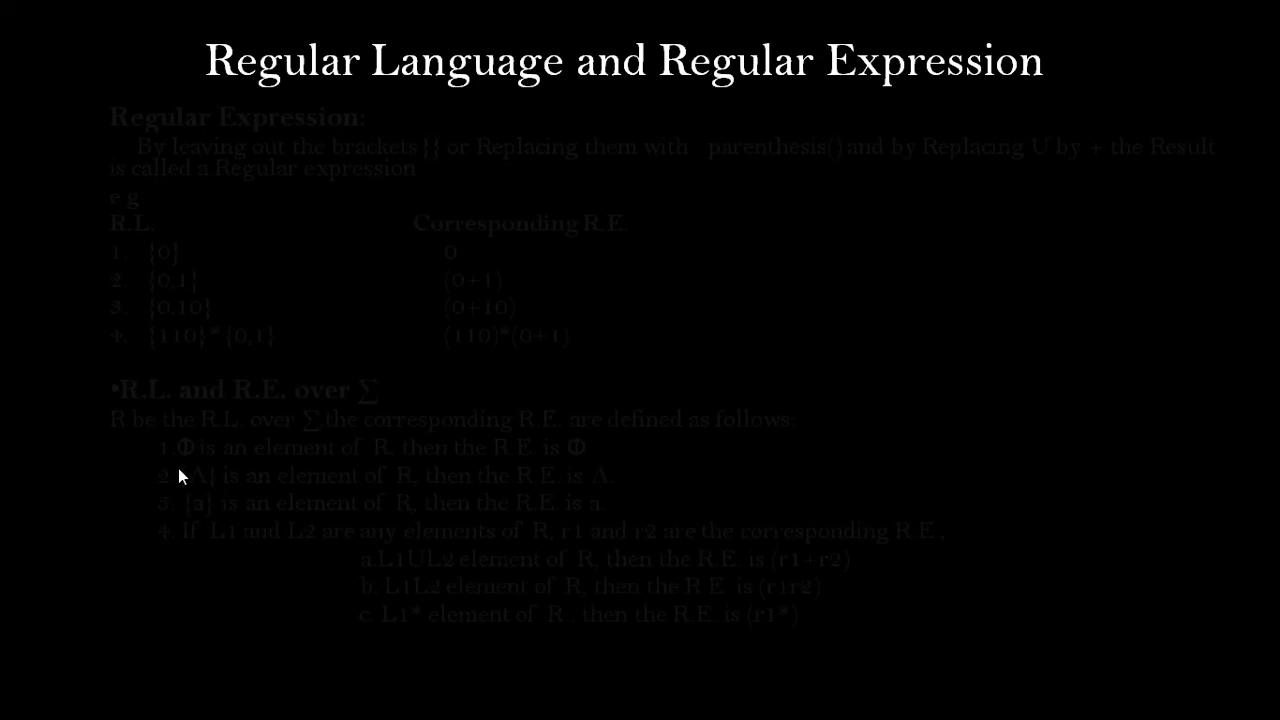 Regular Language and Regular Expression
Regular Expression:
By leaving out the brackets }} or Replacing them with parenthesis() and by Replacing U by + the Result
is called a Regular expression
e g
R.L. Corresponding R.E.
1. {0} 0
2. {0,1} (0+1)
3. {0,10} (0+10)
4. {110}*{0,1} (110)*(0+1)
•R.L. and R.E. over ∑
R be the R.L. over ∑ the corresponding R.E. are defined as follows:
1.Φ is an element of R, then the R.E. is Φ
2 Λ} is an element of R, then the R.E. is Λ.
3. {a} is an element of R, then the R.E. is a.
4. If L1 and L2 are any elements of R, r1 and r2 are the corresponding R.E.,
a.L1UL2 element of R, then the R.E. is (r1+r2)
b. L1L2 element of R, then the R.E. is (r1r2)
c. L1* element of R , then the R.E. is (r1*)